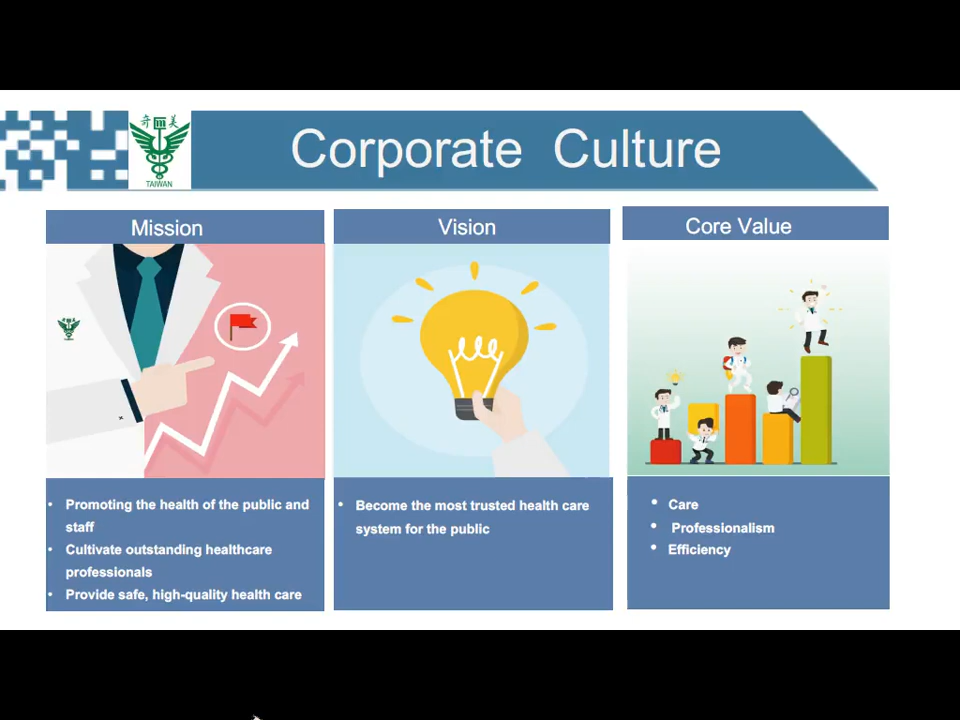 奇美
TAIWAN
Corporate Culture
Mission
Vision
Core Value
• Promoting the health of the public and
staff
• Cultivate outstanding healthcare
professionals
• Provide safe, high-quality health care
• Become the most trusted health care
system for the public
• Care
• Professionalism
• Efficiency